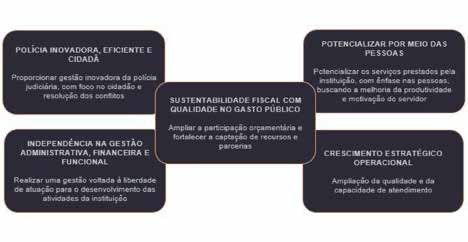 POLÍCIA INOVADORA, EFICIENTE E
CIDADÃ
Proporcionar gestão inovadora da polícia
judiciária, com foco no cidadão e
resolução dos conflitos
POTENCIALIZAR POR MEIO DAS
PESSOAS
Potencializar os serviços prestados pela
instituição, com ênfase nas pessoas,
buscando a melhoria da produtividade
e motivação do servidor
SUSTENTABILIDADE FISCAL COM
QUALIDADE NO GASTO PÚBLICO
Ampliar a participação orçamentária e
fortalecer a captação de recursos e
parcerias
INDEPENDÊNCIA NA GESTÃO
ADMINISTRATIVA, FINANCEIRA E
FUNCIONAL
Realizar uma gestão voltada à liberdade
de atuação para o desenvolvimento das
atividades da instituição
CRESCIMENTO ESTRATÉGICO
OPERACIONAL
Ampliação da qualidade e da
capacidade de atendimento